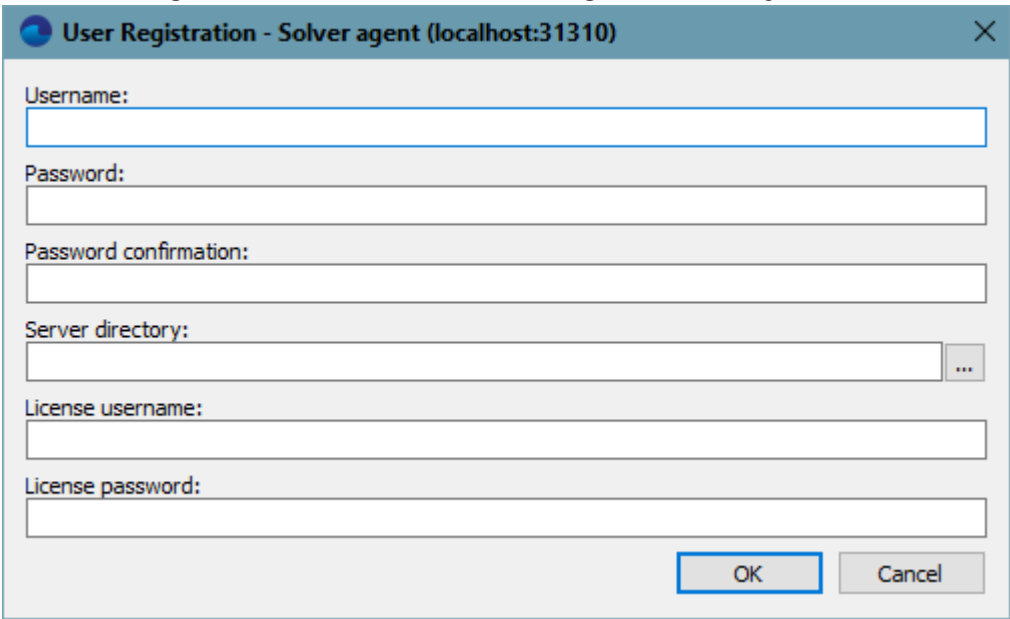 User Registration - Solver agent (localhost:31310)
Username:
Password:
Password confirmation:
Server directory:
...
License username:
License password:
OK Cancel